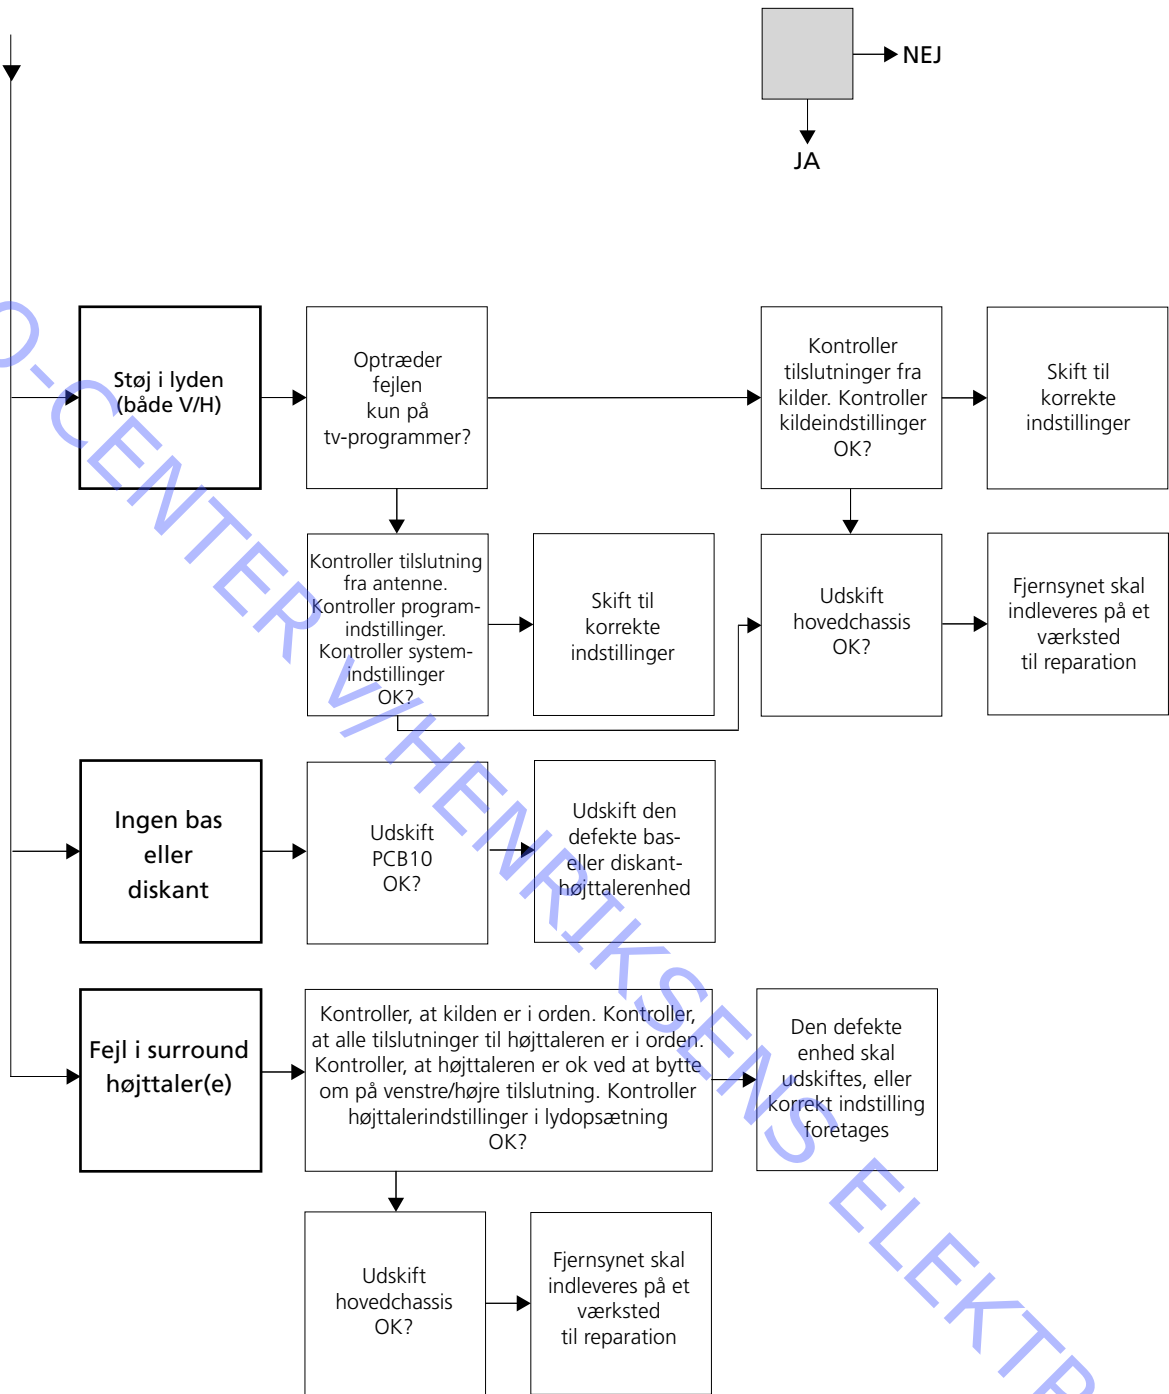 NEJ
JA
Støj i lyden
(både V/H)
Optræder
fejlen
kun på
tv-programmer?
Kontroller
tilslutninger fra
kilder. Kontroller
kildeindstillinger
OK?
Skift til
korrekte
indstillinger
Kontroller tilslutning
fra antenne.
Kontroller program-
indstillinger.
Kontroller system-
indstillinger
OK?
Skift til
korrekte
indstillinger
Udskift
hovedchassis
OK?
Fjernsynet skal
indleveres på et
værksted
til reparation
Ingen bas
eller
diskant
Udskift
PCB10
OK?
Udskift den
defekte bas-
eller diskant-
højttalerenhed
Fejl i surround
højttaler(e)
Kontroller, at kilden er i orden. Kontroller,
at alle tilslutninger til højttaleren er i orden.
Kontroller, at højttaleren er ok ved at bytte
om på venstre/højre tilslutning. Kontroller
højttalerindstillinger i lydopsætning
OK?
Den defekte
enhed skal
udskiftes, eller
korrekt indstilling
foretages
Udskift
hovedchassis
OK?
Fjernsynet skal
indleveres på et
værksted
til reparation
O-CENTER V/HENRIKSENS ELEKTR